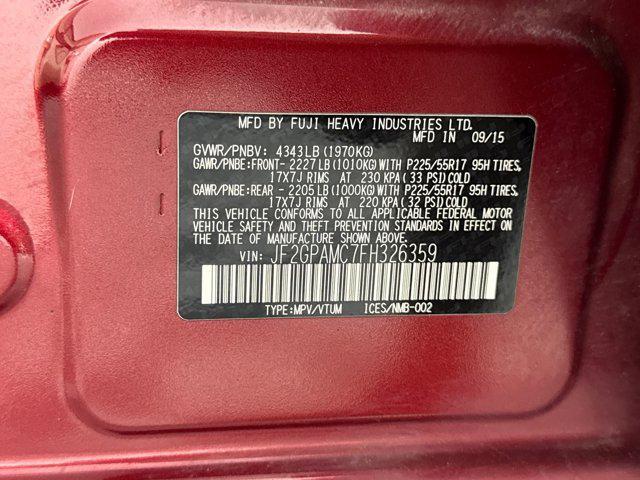 MFD BY FUJI HEAVY INDUSTRIES LTD.
MFD IN 09/15
GVWR/PNBV: 4343LB(1970KG)
GAWR/PNBE:FRONT-2227LB(1010KG)WITH P225/55R17 95H TIRES,
17X7J RIMS AT 230 KPA (33 PSI)COLD
GAWR/PNBE:REAR -2205LB(1000KG)WITH P225/55R17 95H TIRES,
17X7J RIMS AT 220 KPA (32 PSI)COLD
THIS VEHICLE CONFORMS TO ALL APPLICABLE FEDERAL MOTOR
VEHICLE SAFETY AND THEFT PREVENTION STANDARDS IN EFFECT ON
THE DATE OF MANUFACTURE SHOWN ABOVE.
VIN: JF2GPAMC7FH326359
TYPE:MPV/VTUM ICES/NMB-002